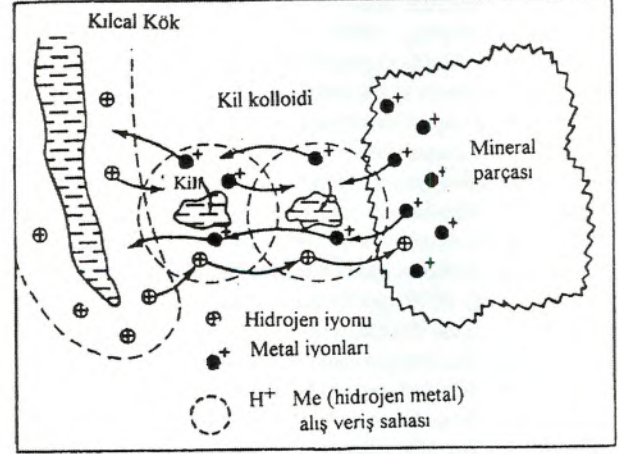 Kılcal Kök
Kil kolloidi
Kil
Mineral
parçası
Hidrojen iyonu
Metal iyonları
H+ Me (hidrojen metal)
alış veriş sahası